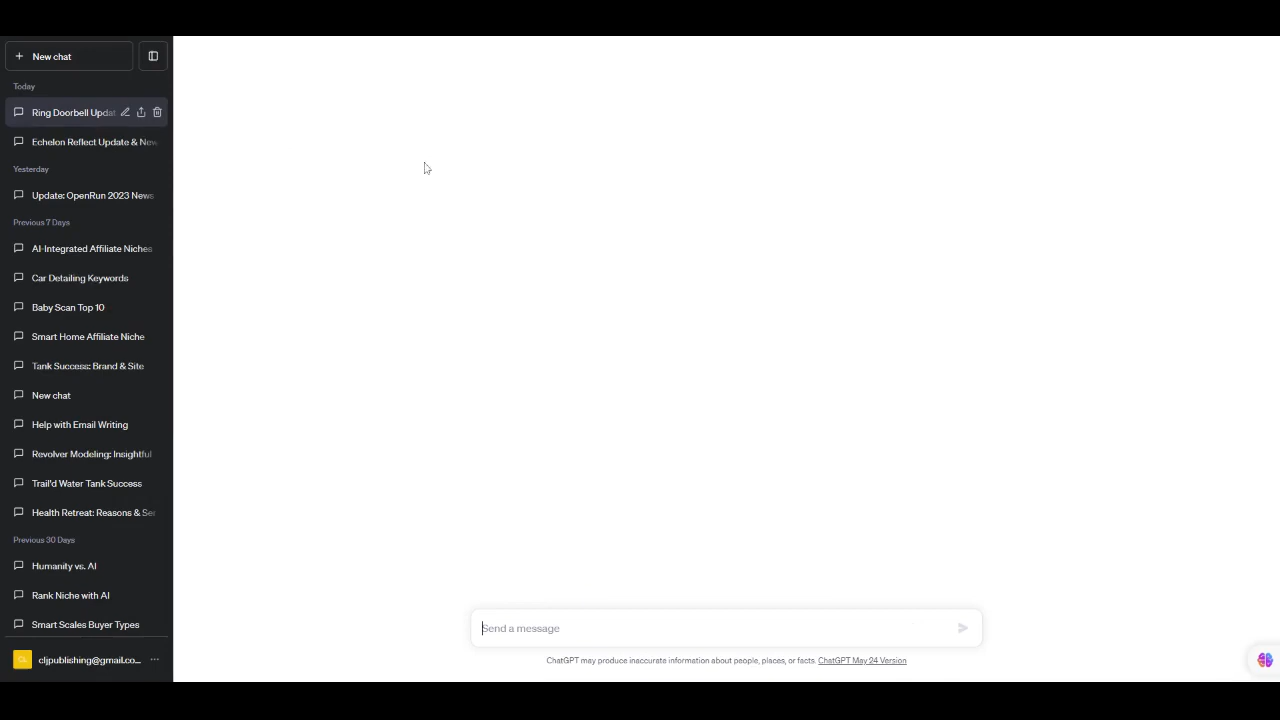 New chat
Today
Ring Doorbell Updat
Echelon Reflect Update & New
Yesterday
Update: OpenRun 2023 News
Previous 7 Days
AI-Integrated Affiliate Niches
Car Detailing Keywords
Baby Scan Top 10
Smart Home Affiliate Niche
Tank Success: Brand & Site
New chat
Help with Email Writing
Revolver Modeling: Insightful
Trail'd Water Tank Success
Health Retreat: Reasons & Ser
Previous 30 Days
Humanity vs. AI
Rank Niche with AI
Smart Scales Buyer Types
CL cljpublishing@gmail.co...
Send a message
ChatGPT may produce inaccurate information about people, places, or facts. ChatGPT May 24 Version